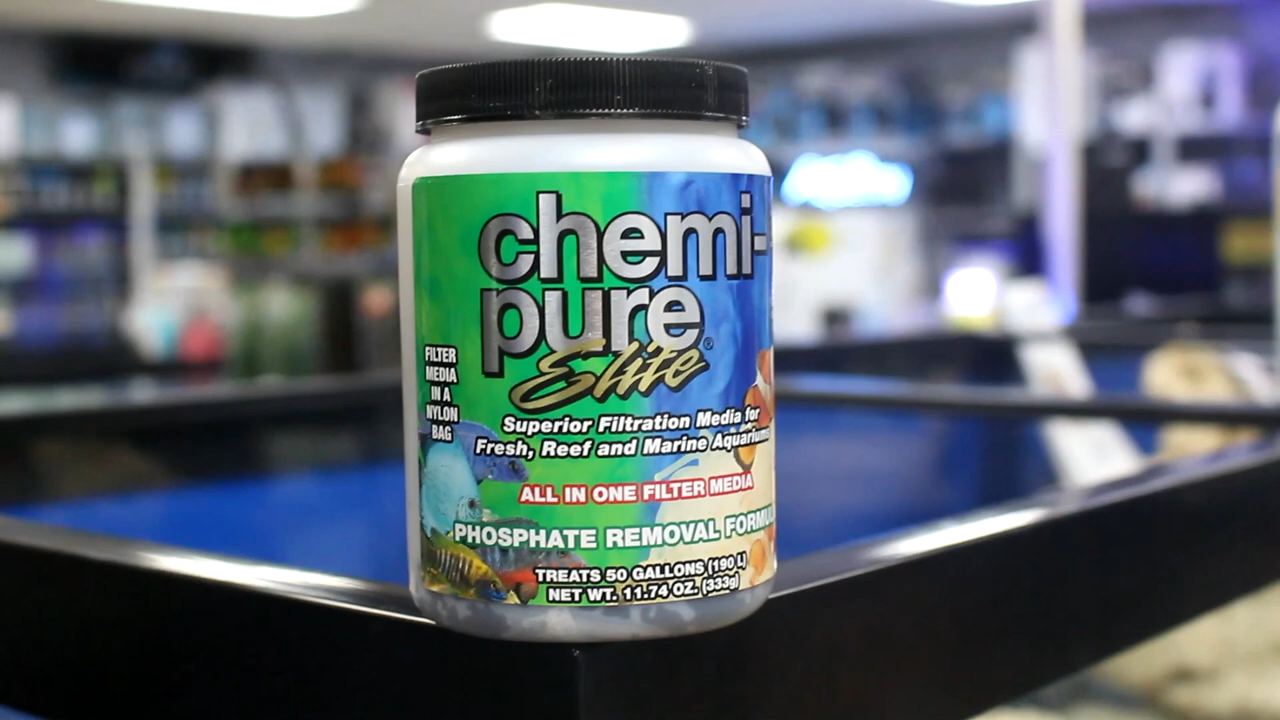 chemi-
pure®
Elite
FILTER
MEDIA
IN A
NYLON
BAG
Superior Filtration Media for
Fresh, Reef and Marine Aquariums
ALL IN ONE FILTER MEDIA
PHOSPHATE REMOVAL FORMU
TREATS 50 GALLONS (190 L)
NET WT. 11.74 OZ. (333g)